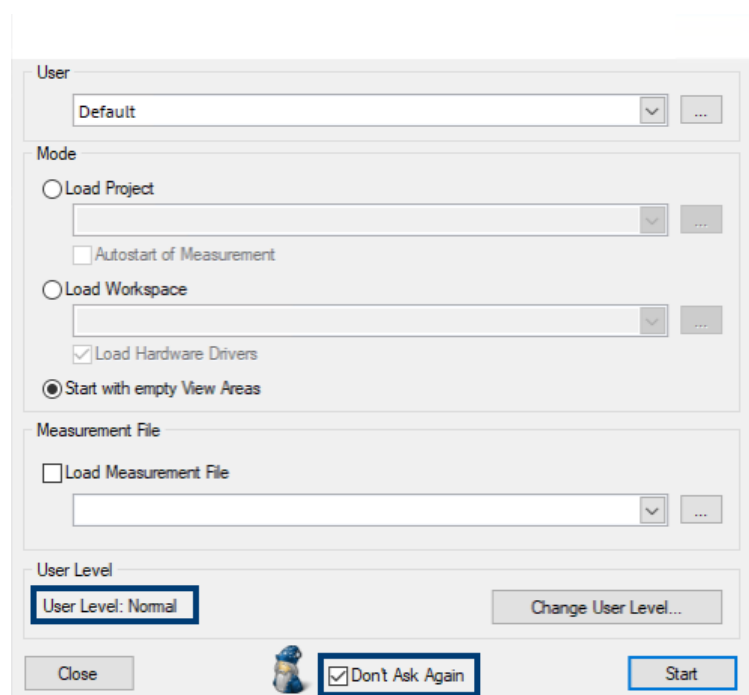 User
Default
...
Mode
Load Project
...
Autostart of Measurement
Load Workspace
...
Load Hardware Drivers
Start with empty View Areas
Measurement File
Load Measurement File
...
User Level
User Level: Normal
Change User Level...
Close
Don't Ask Again
Start